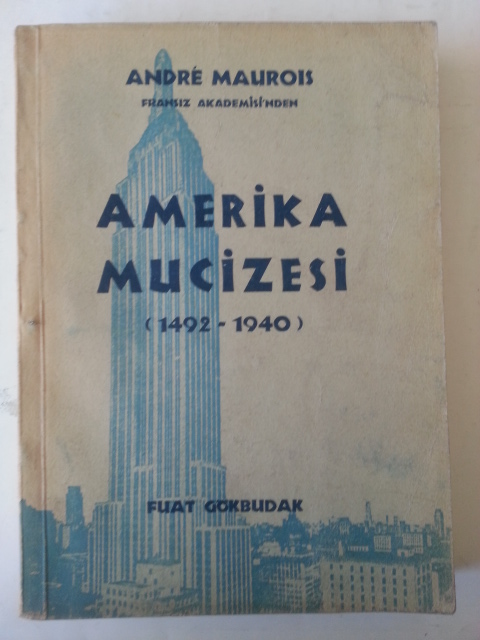 ANDRÉ MAUROIS
FRANSIZ AKADEMİSİ'NDEN
AMERİKA
MUCİZESİ
(1492 - 1940)
FUAT GÖKBUDAK